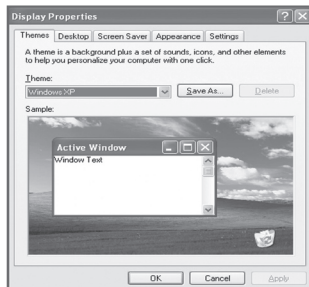 Display Properties
Themes Desktop Screen Saver Appearance Settings
A theme is a background plus a set of sounds, icons, and other elements
to help you personalize your computer with one click.
Theme:
Windows XP Save As... Delete
Sample:
Active Window
Window Text
OK Cancel Apply